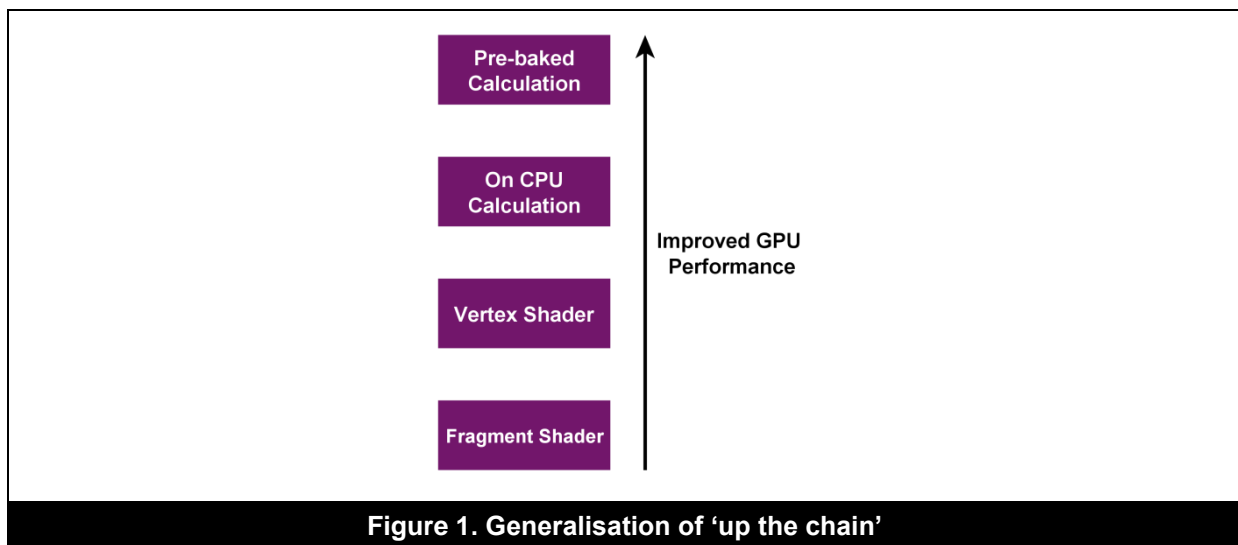 Pre-baked
Calculation
On CPU
Calculation
Improved GPU
Performance
Vertex Shader
Fragment Shader
Figure 1. Generalisation of ‘up the chain’